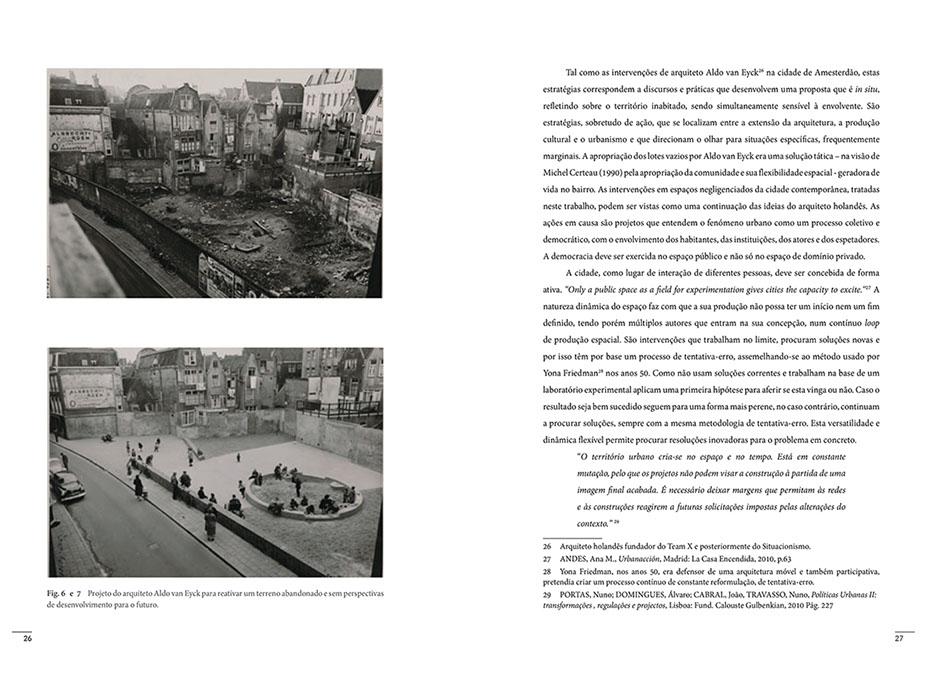 ALBRECHT
ALBRECHT
Fig. 6 e 7 Projeto do arquiteto Aldo van Eyck para reativar um terreno abandonado e sem perspectivas
de desenvolvimento para o futuro.
26
Tal como as intervenções de arquiteto Aldo van Eyck26 na cidade de Amesterdão, estas
estratégias correspondem a discursos e práticas que desenvolvem uma proposta que é in situ,
refletindo sobre o território inabitado, sendo simultaneamente sensível à envolvente. São
estratégias, sobretudo de ação, que se localizam entre a extensão da arquitetura, a produção
cultural e o urbanismo e que direcionam o olhar para situações específicas, frequentemente
marginais. A apropriação dos lotes vazios por Aldo van Eyck era uma solução tática – na visão de
Michel Certeau (1990) pela apropriação da comunidade e sua flexibilidade espacial - geradora de
vida no bairro. As intervenções em espaços negligenciados da cidade contemporânea, tratadas
neste trabalho, podem ser vistas como uma continuação das ideias do arquiteto holandês. As
ações em causa são projetos que entendem o fenómeno urbano como um processo coletivo e
democrático, com o envolvimento dos habitantes, das instituições, dos atores e dos espetadores.
A democracia deve ser exercida no espaço público e não só no espaço de domínio privado.
A cidade, como lugar de interação de diferentes pessoas, deve ser concebida de forma
ativa. “Only a public space as a field for experimentation gives cities the capacity to excite.”27 A
natureza dinâmica do espaço faz com que a sua produção não possa ter um início nem um fim
definido, tendo porém múltiplos autores que entram na sua concepção, num contínuo loop
de produção espacial. São intervenções que trabalham no limite, procuram soluções novas e
por isso têm por base um processo de tentativa-erro, assemelhando-se ao método usado por
Yona Friedman28 nos anos 50. Como não usam soluções correntes e trabalham na base de um
laboratório experimental aplicam uma primeira hipótese para aferir se esta vinga ou não. Caso o
resultado seja bem sucedido seguem para uma forma mais perene, no caso contrário, continuam
a procurar soluções, sempre com a mesma metodologia de tentativa-erro. Esta versatilidade e
dinâmica flexível permite procurar resoluções inovadoras para o problema em concreto.
“O território urbano cria-se no espaço e no tempo. Está em constante
mutação, pelo que os projetos não podem visar a construção à partida de uma
imagem final acabada. É necessário deixar margens que permitam às redes
e às construções reagirem a futuras solicitações impostas pelas alterações do
contexto.” 29
26 Arquiteto holandês fundador do Team X e posteriormente do Situacionismo.
27 ANDES, Ana M., Urbanacción, Madrid: La Casa Encendida, 2010, p.63
28 Yona Friedman, nos anos 50, era defensor de uma arquitetura móvel e também participativa,
pretendia criar um processo contínuo de constante reformulação, de tentativa-erro.
29 PORTAS, Nuno; DOMINGUES, Álvaro; CABRAL, João, TRAVASSO, Nuno, Políticas Urbanas II:
transformações , regulações e projectos, Lisboa: Fund. Calouste Gulbenkian, 2010 Pág. 227
27